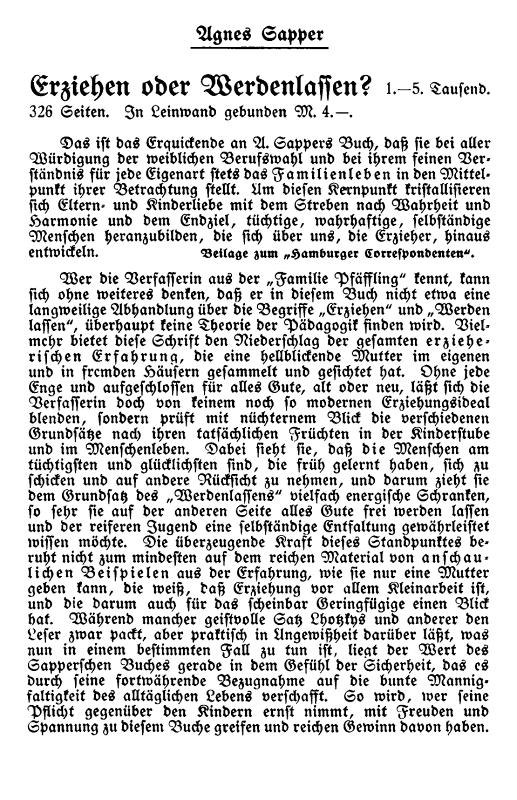 Agnes Sapper
Erziehen oder Werdenlassen? 1.—5. Tausend.
326 Seiten. In Leinwand gebunden M. 4.—.
Das ist das Erquickende an A. Sappers Buch, daß sie bei aller
Würdigung der weiblichen Berufswahl und bei ihrem feinen Ver-
ständnis für jede Eigenart stets das Familienleben in den Mittel-
punkt ihrer Betrachtung stellt. Um diesen Kernpunkt kristallisieren
sich Eltern- und Kinderliebe mit dem Streben nach Wahrheit und
Harmonie und dem Endziel, tüchtige, wahrhaftige, selbständige
Menschen heranzubilden, die sich über uns, die Erzieher, hinaus
entwickeln. Beilage zum „Hamburger Correspondenten“.
Wer die Verfasserin aus der „Familie Pfäffling“ kennt, kann
sich ohne weiteres denken, daß er in diesem Buch nicht etwa eine
langweilige Abhandlung über die Begriffe „Erziehen“ und „Werden
lassen“, überhaupt keine Theorie der Pädagogik finden wird. Viel-
mehr bietet diese Schrift den Niederschlag der gesamten erziehe-
rischen Erfahrung, die eine hellblickende Mutter im eigenen
und in fremden Häusern gesammelt und gesichtet hat. Ohne jede
Enge und aufgeschlossen für alles Gute, alt oder neu, läßt sich die
Verfasserin doch von keinem noch so modernen Erziehungsideal
blenden, sondern prüft mit nüchternem Blick die verschiedenen
Grundsätze nach ihren tatsächlichen Früchten in der Kinderstube
und im Menschenleben. Dabei sieht sie, daß die Menschen am
tüchtigsten und glücklichsten sind, die früh gelernt haben, sich zu
schicken und auf andere Rücksicht zu nehmen, und darum zieht sie
dem Grundsatz des „Werdenlassens“ vielfach energische Schranken,
so sehr sie auf der anderen Seite alles Gute frei werden lassen
und der reiferen Jugend eine selbständige Entfaltung gewährleistet
wissen möchte. Die überzeugende Kraft dieses Standpunktes be-
ruht nicht zum mindesten auf dem reichen Material von anschau-
lichen Beispielen aus der Erfahrung, wie sie nur eine Mutter
geben kann, die weiß, daß Erziehung vor allem Kleinarbeit ist,
und die darum auch für das scheinbar Geringfügige einen Blick
hat. Während mancher geistvolle Satz Lhotzkys und anderer den
Leser zwar packt, aber praktisch in Ungewißheit darüber läßt, was
nun in einem bestimmten Fall zu tun ist, liegt der Wert des
Sapperschen Buches gerade in dem Gefühl der Sicherheit, das es
durch seine fortwährende Bezugnahme auf die bunte Mannig-
faltigkeit des alltäglichen Lebens verschafft. So wird, wer seine
Pflicht gegenüber den Kindern ernst nimmt, mit Freuden und
Spannung zu diesem Buche greifen und reichen Gewinn davon haben.